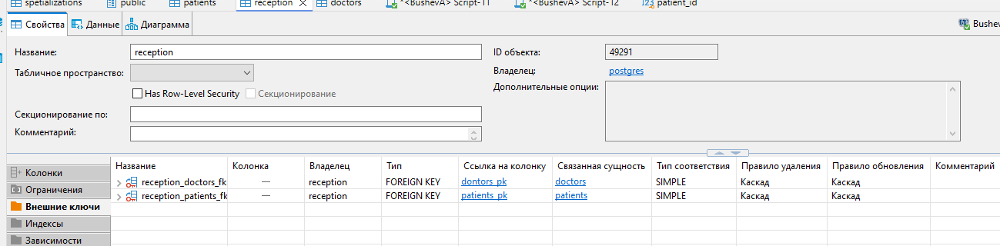 spetializations public patients reception doctors *<BushevA> Script-11 *<BushevA> Script-12 patient_id
Свойства Данные Диаграмма Bushev
Название: reception ID объекта: 49291
Табличное пространство: Владелец: postgres
Has Row-Level Security Секционирование Дополнительные опции:
Секционирование по:
Комментарий:
Колонки Название Колонка Владелец Тип Ссылка на колонку Связанная сущность Тип соответствия Правило удаления Правило обновления Комментарий
reception_doctors_fk — reception FOREIGN KEY dontors_pk doctors SIMPLE Каскад Каскад
Ограничения
reception_patients_fk — reception FOREIGN KEY patients_pk patients SIMPLE Каскад Каскад
Внешние ключи
Индексы
Зависимости